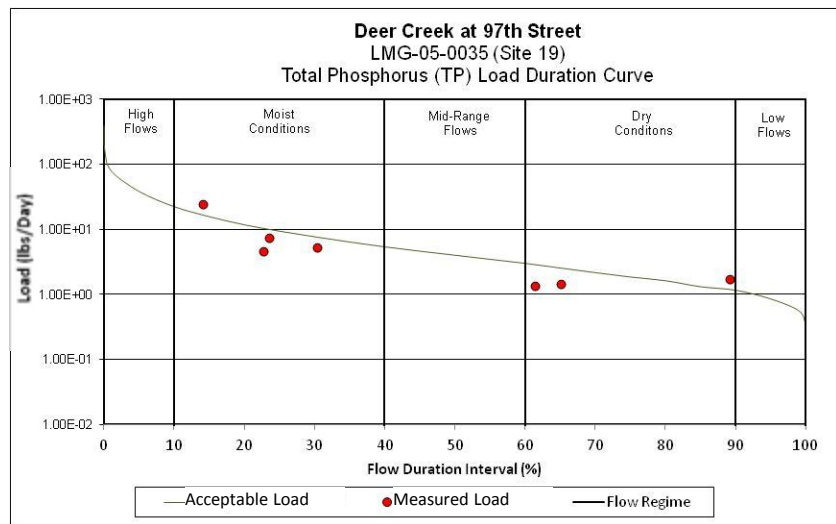 Deer Creek at 97th Street
LMG-05-0035 (Site 19)
Total Phosphorus (TP) Load Duration Curve
1.00E+03
1.00E+02
1.00E+01
1.00E+00
1.00E-01
1.00E-02
Load (lbs/Day)
High
Flows
Moist
Conditions
Mid-Range
Flows
Dry
Conditons
Low
Flows
0 10 20 30 40 50 60 70 80 90 100
Flow Duration Interval (%)
Acceptable Load Measured Load Flow Regime